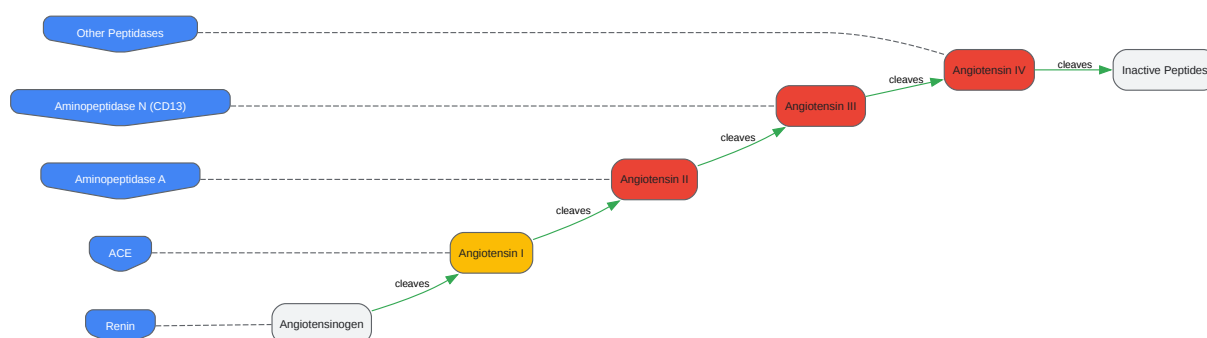 Other Peptidases
Angiotensin IV
cleaves
Inactive Peptides
cleaves
Aminopeptidase N (CD13)
Angiotensin III
cleaves
Aminopeptidase A
Angiotensin II
cleaves
ACE
Angiotensin I
cleaves
Renin
Angiotensinogen